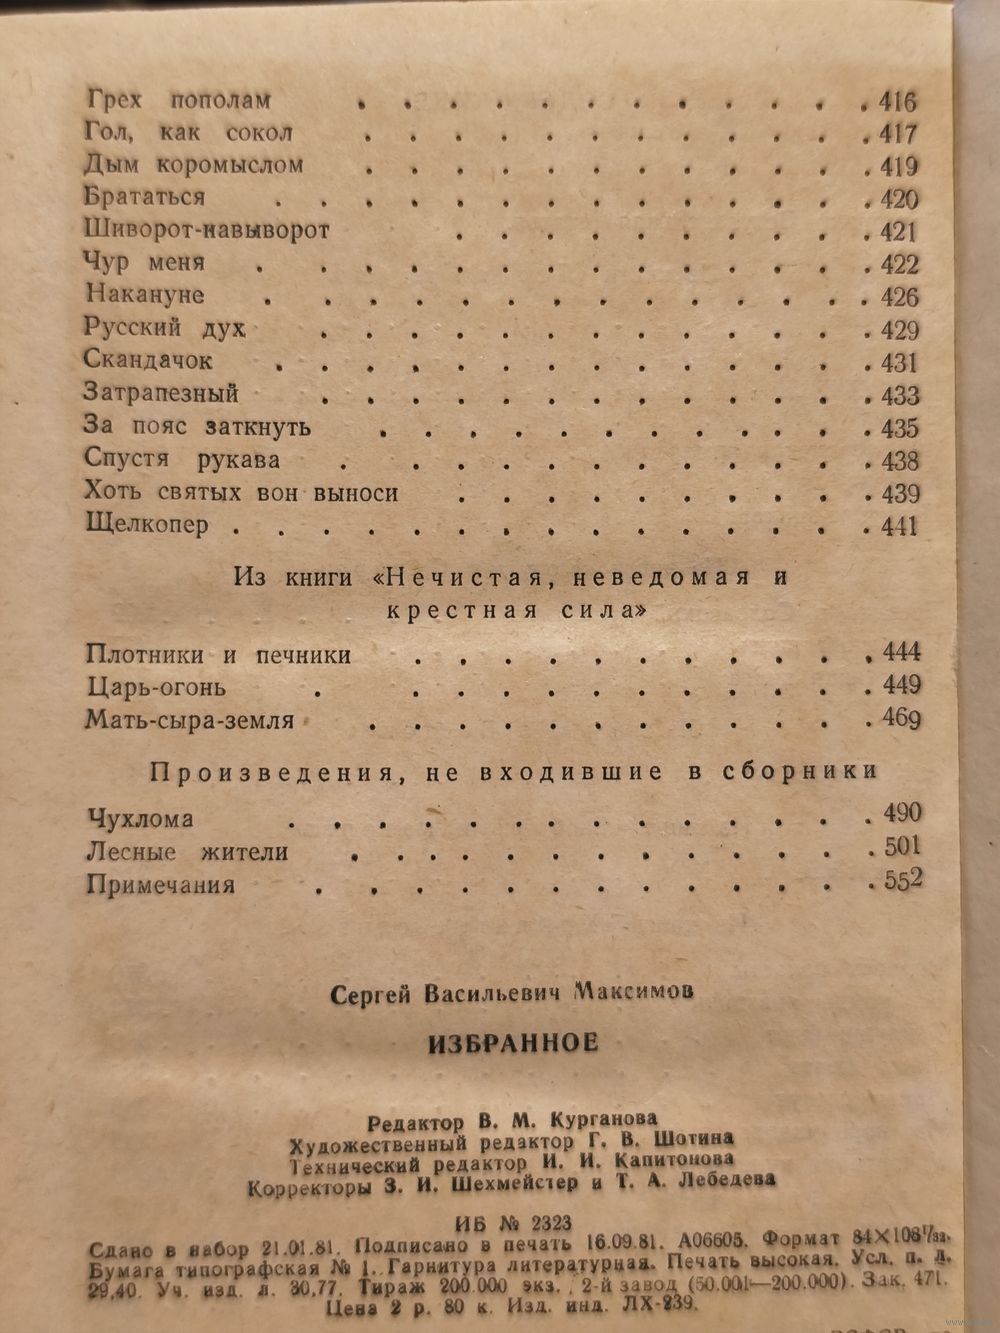 Грех пополам . . . . . . . . . . . . 416
Гол, как сокол . . . . . . . . . . . . 417
Дым коромыслом . . . . . . . . . . . . 419
Брататься . . . . . . . . . . . . . . 420
Шиворот-навыворот . . . . . . . . . . 421
Чур меня . . . . . . . . . . . . . . 422
Накануне . . . . . . . . . . . . . . 426
Русский дух . . . . . . . . . . . . . 429
Скандачок . . . . . . . . . . . . . . 431
Затрапезный . . . . . . . . . . . . . 433
За пояс заткнуть . . . . . . . . . . . . 435
Спустя рукава . . . . . . . . . . . . 438
Хоть святых вон выноси . . . . . . . . . . 439
Щелкопер . . . . . . . . . . . . . . . 441
Из книги «Нечистая, неведомая и
крестная сила»
Плотники и печники . . . . . . . . . . . 444
Царь-огонь . . . . . . . . . . . . 449
Мать-сыра-земля . . . . . . . . . . . . 469
Произведения, не входившие в сборники
Чухлома . . . . . . . . . . . . . . 490
Лесные жители . . . . . . . . . . . . . 501
Примечания . . . . . . . . . . . . . 552
Сергей Васильевич Максимов
ИЗБРАННОЕ
Редактор В. М. Курганова
Художественный редактор Г. В. Шотина
Технический редактор И. И. Капитонова
Корректоры З. И. Шехмейстер и Т. А. Лебедева
ИБ № 2323
Сдано в набор 21.01.81. Подписано в печать 16.09.81. А06605. Формат 84×108¹/₃₂.
Бумага типографская № 1. Гарнитура литературная. Печать высокая. Усл. п. л.
29,40. Уч. изд. л. 30,77. Тираж 200.000 экз. 2-й завод (50.001—200.000). Зак. 471.
Цена 2 р. 80 к. Изд. инд. ЛХ-239.